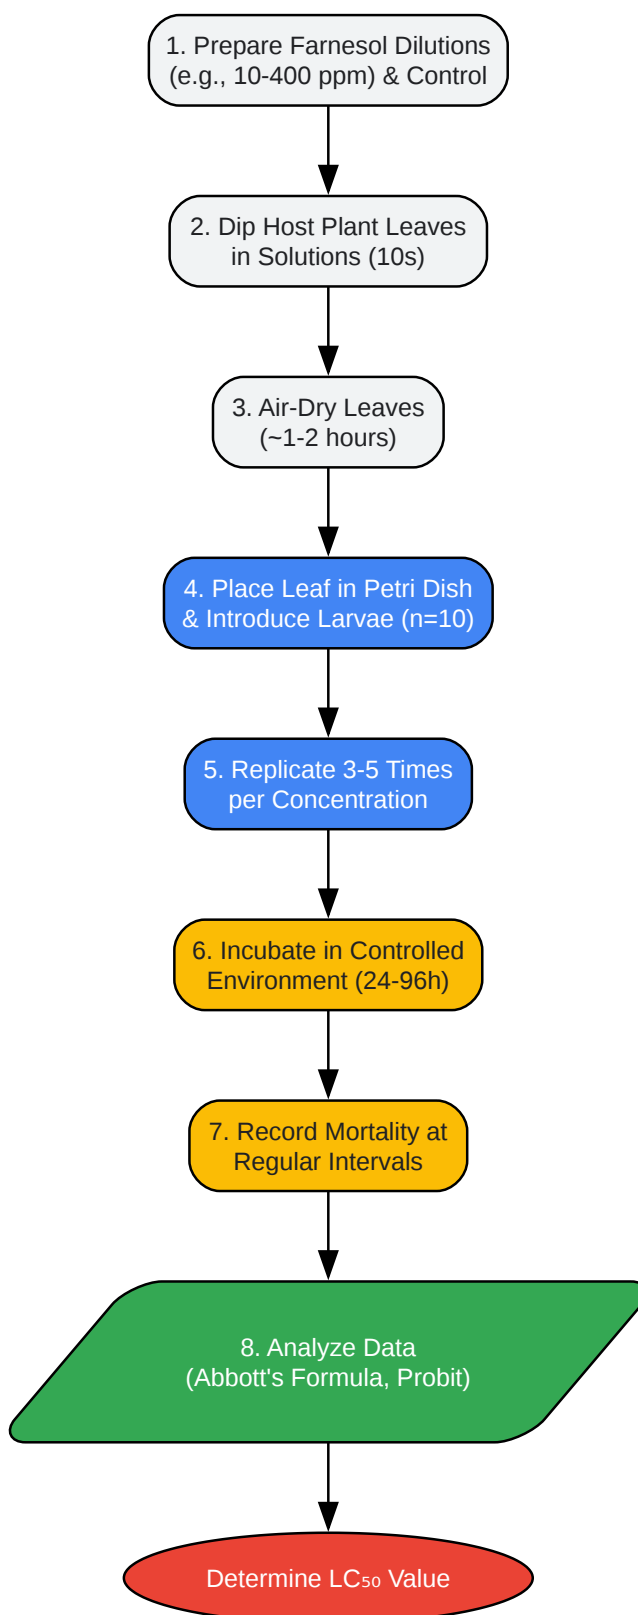 1. Prepare Farnesol Dilutions
(e.g., 10-400 ppm) & Control
2. Dip Host Plant Leaves
in Solutions (10s)
3. Air-Dry Leaves
(~1-2 hours)
4. Place Leaf in Petri Dish
& Introduce Larvae (n=10)
5. Replicate 3-5 Times
per Concentration
6. Incubate in Controlled
Environment (24-96h)
7. Record Mortality at
Regular Intervals
8. Analyze Data
(Abbott's Formula, Probit)
Determine LC₅₀ Value